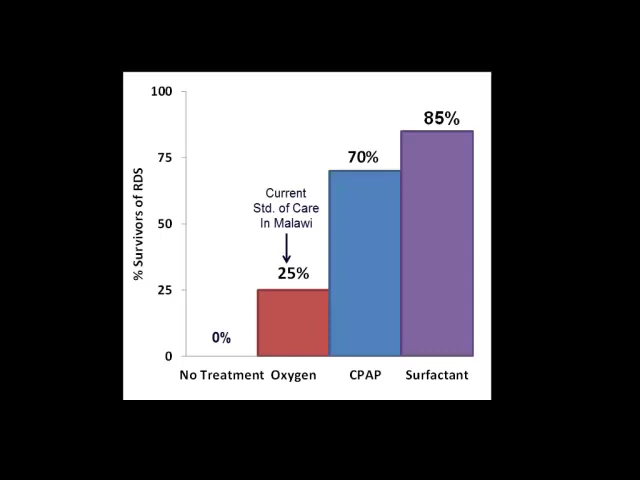 100
85%
75
70%
% Survivors of RDS
Current
Std. of Care
In Malawi
50
25%
25
0%
0
No Treatment Oxygen CPAP Surfactant